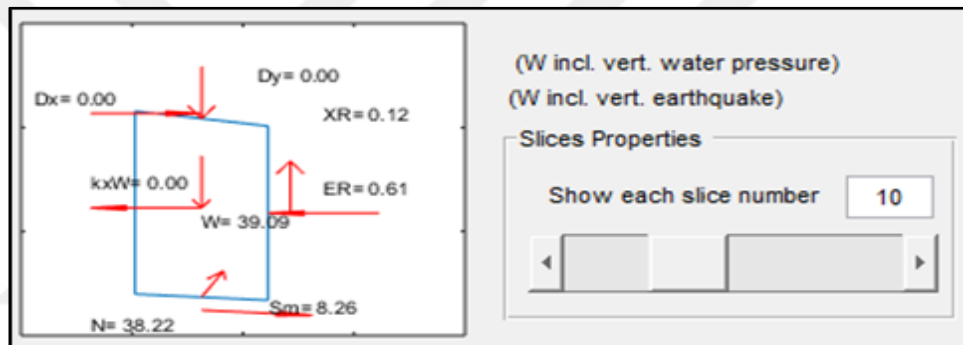 Dy= 0.00
Dx= 0.00
XR= 0.12
kxW= 0.00
ER= 0.61
W= 39.09
Sm= 8.26
N= 38.22
(W incl. vert. water pressure)
(W incl. vert. earthquake)
Slices Properties
Show each slice number 10